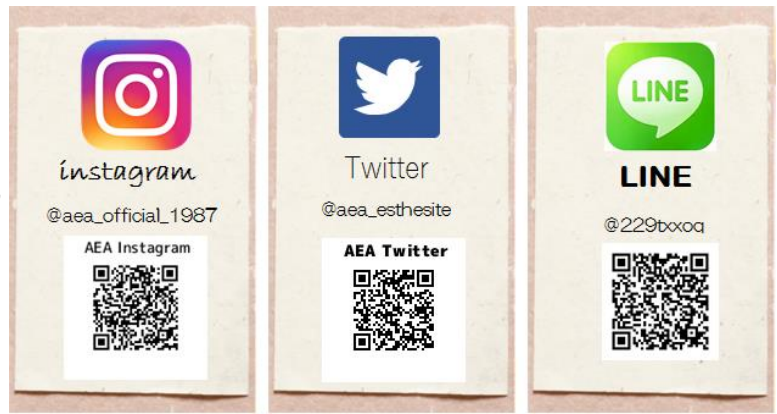 instagram
@aea_official_1987
AEA Instagram
Twitter
@aea_esthesite
AEA Twitter
LINE
LINE
@229txxoq